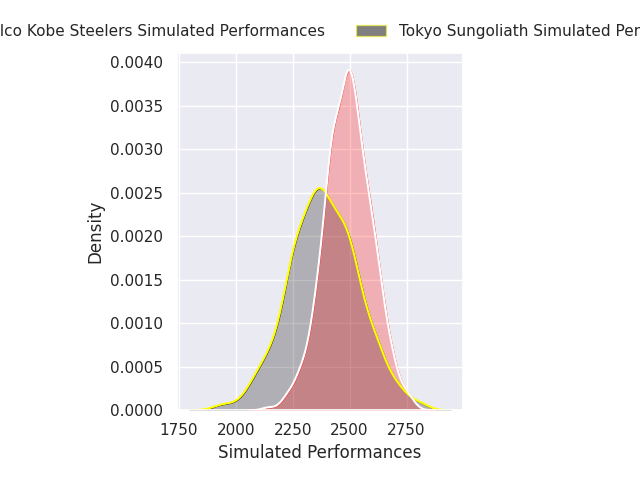 lco Kobe Steelers Simulated Performances
Tokyo Sungoliath Simulated Per
0.0040
0.0035
0.0030
0.0025
0.0020
0.0015
0.0010
0.0005
0.0000
Density
1750 2000 2250 2500 2750
Simulated Performances